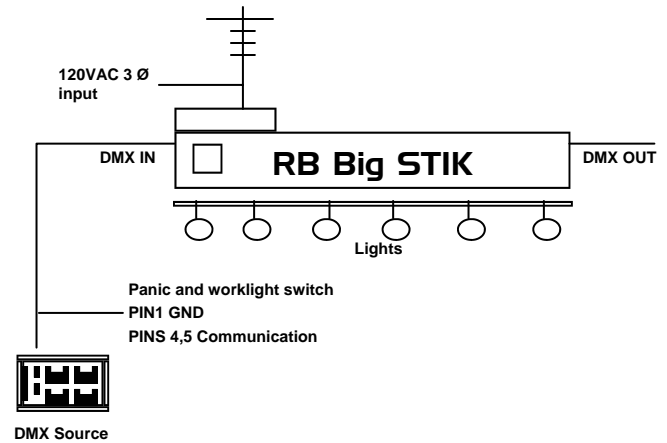 120VAC 3 Ø
input
DMX IN
RB Big STIK
DMX OUT
Lights
Panic and worklight switch
PIN1 GND
PINS 4,5 Communication
DMX Source